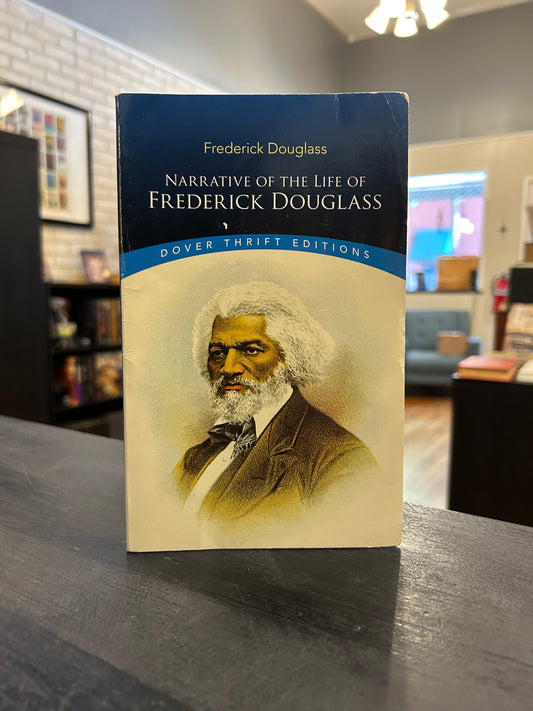 Frederick Douglass
Narrative of the Life of
Frederick Douglass
DOVER THRIFT EDITIONS